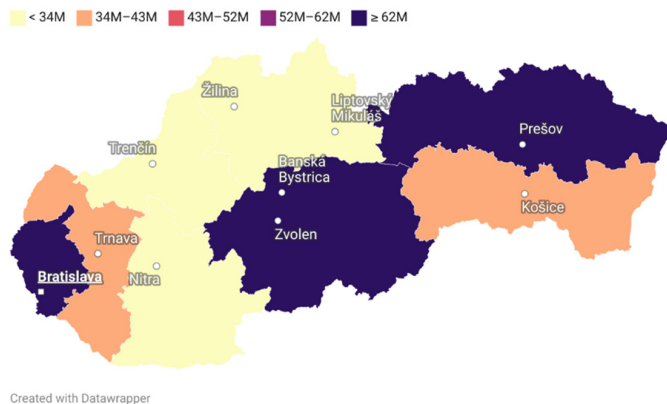 < 34M 34M–43M 43M–52M 52M–62M ≥ 62M
Žilina
Liptovský
Mikuláš
Prešov
Trenčín
Banská
Bystrica
Košice
Zvolen
Trnava
Nitra
Bratislava
Created with Datawrapper